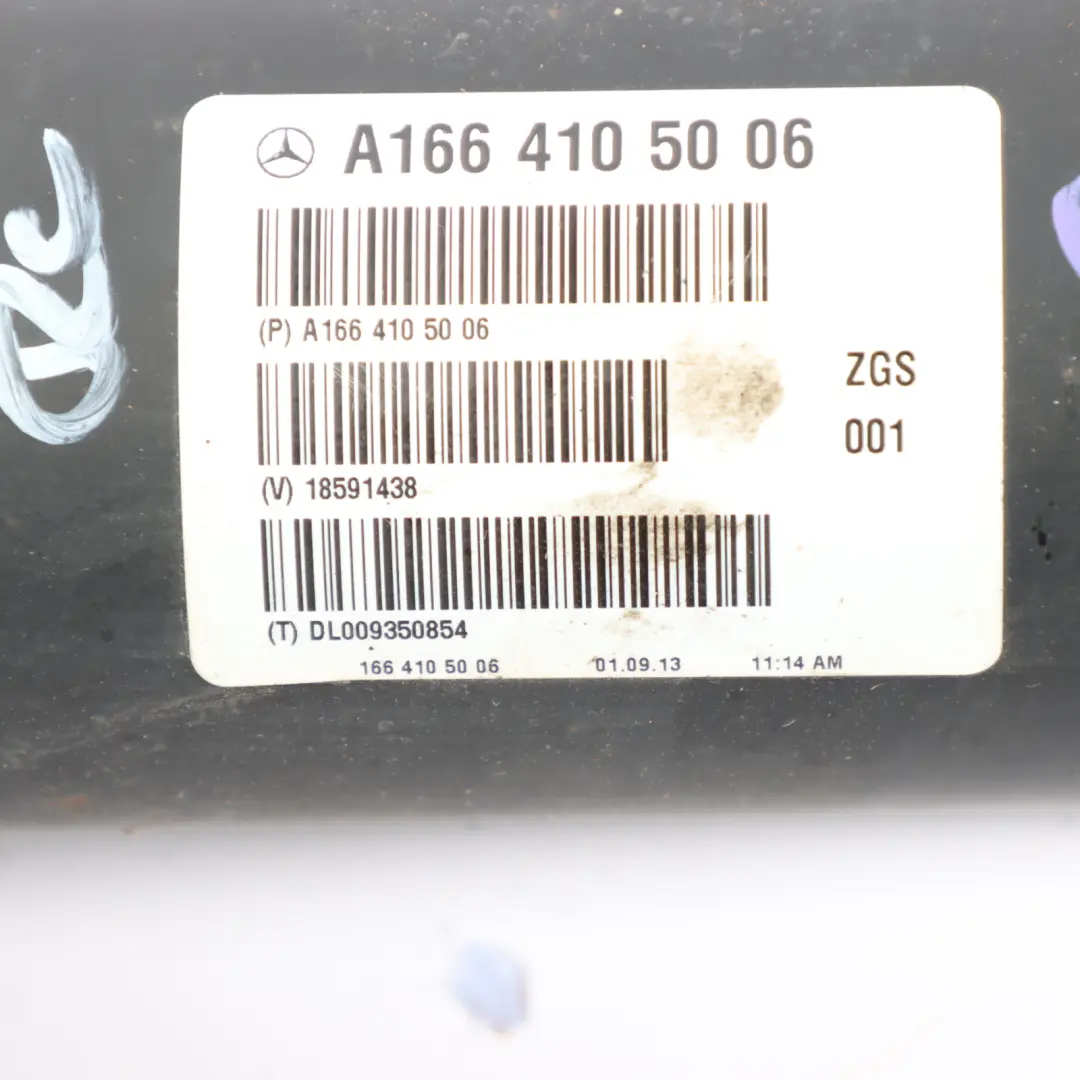 A166 410 50 06
(P) A166 410 50 06
ZGS
001
(V) 18591438
(T) DL009350854
166 410 50 06 01.09.13 11:14 AM